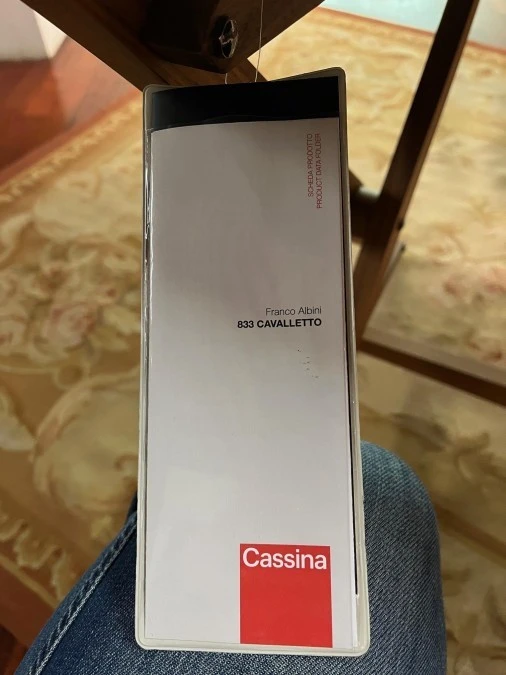 SCHEDA PRODOTTO
PRODUCT DATA FOLDER
Franco Albini
833 CAVALLETTO
Cassina